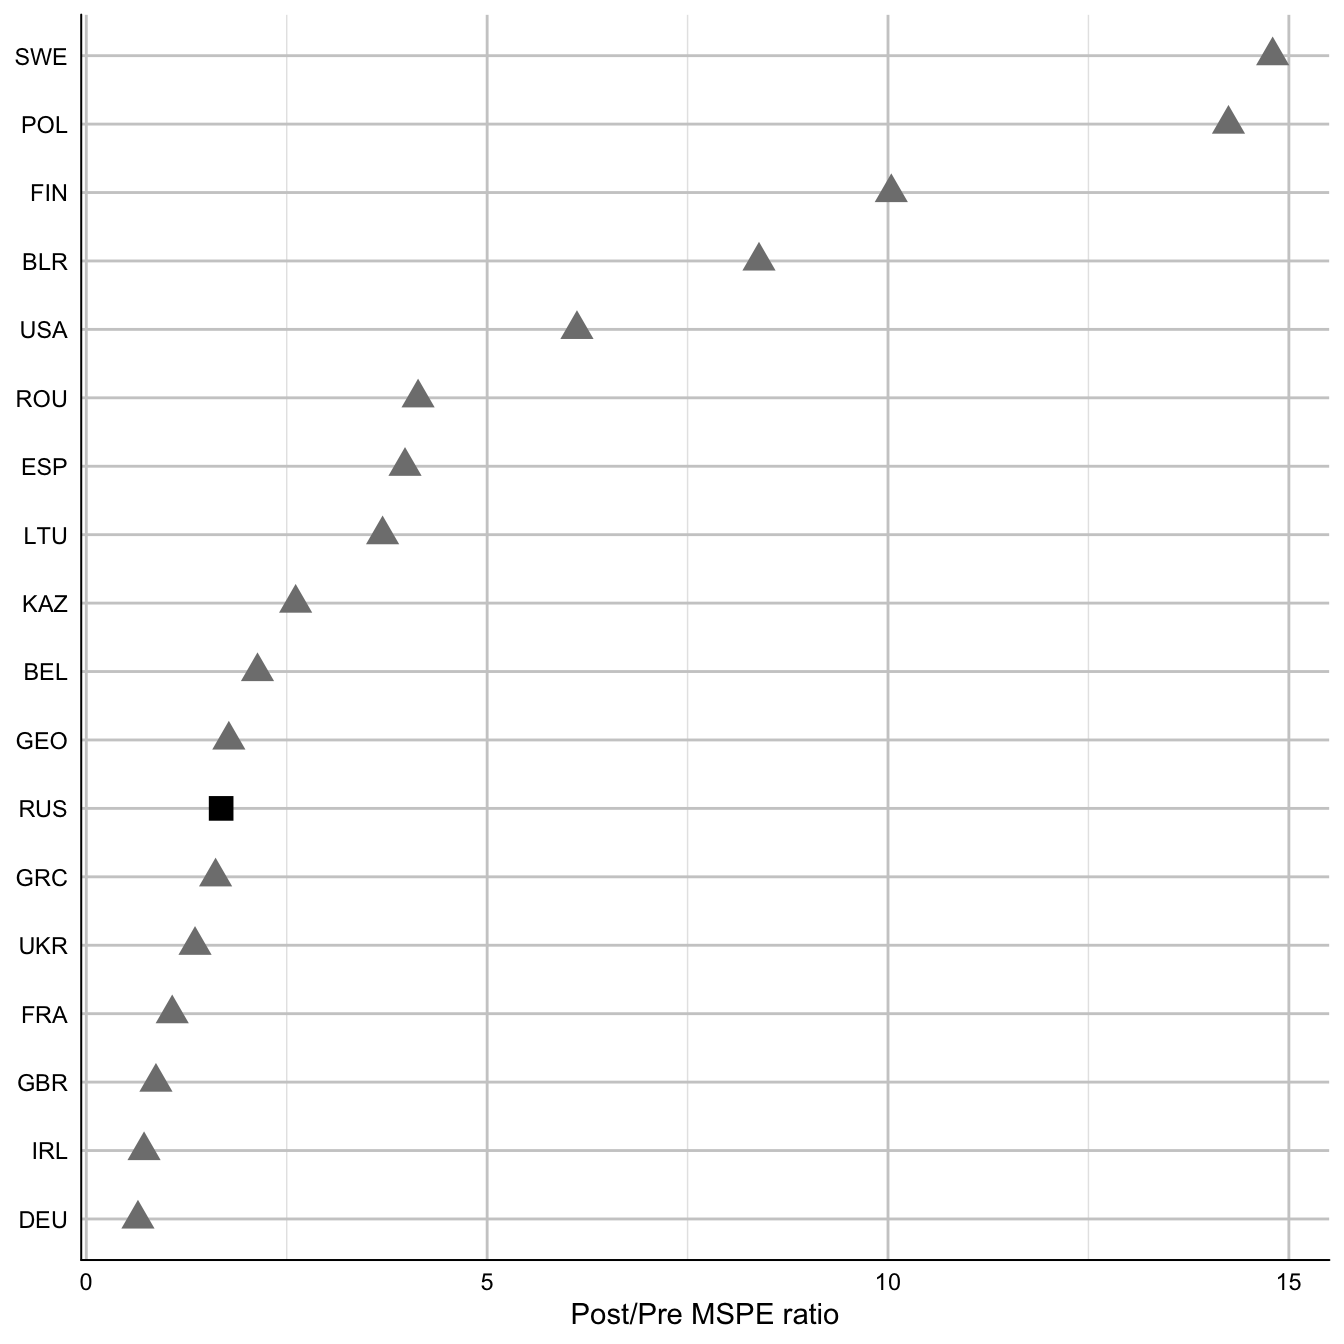 SWE
POL
FIN
BLR
USA
ROU
ESP
LTU
KAZ
BEL
GEO
RUS
GRC
UKR
FRA
GBR
IRL
DEU
0 5 10 15
Post/Pre MSPE ratio